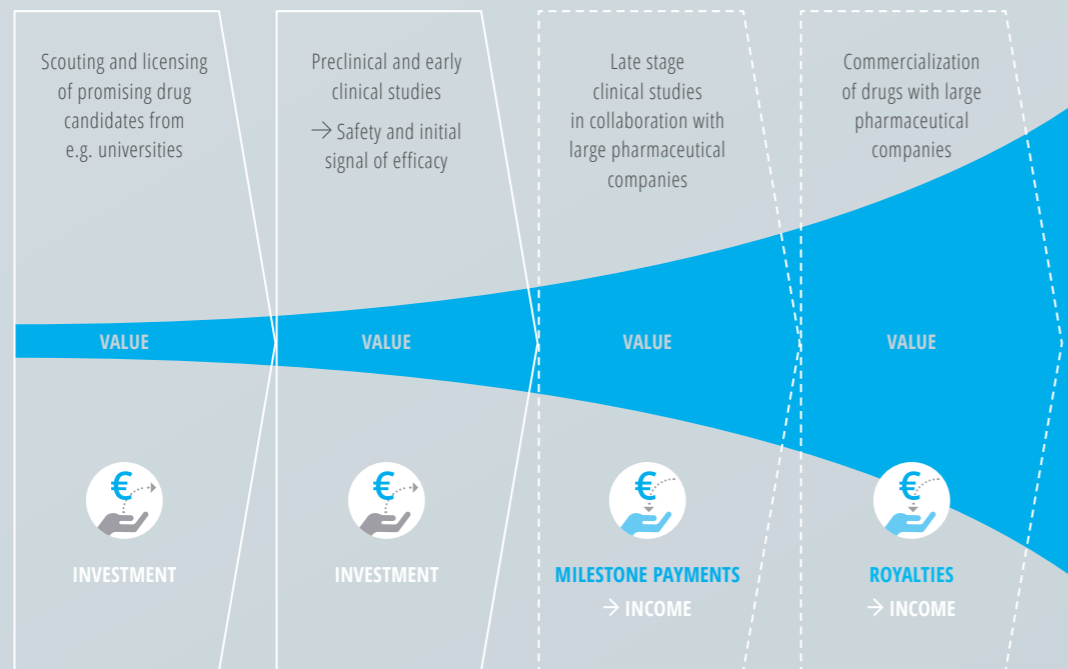 Scouting and licensing
of promising drug
candidates from
e.g. universities
Preclinical and early
clinical studies
→ Safety and initial
signal of efficacy
Late stage
clinical studies
in collaboration with
large pharmaceutical
companies
Commercialization
of drugs with large
pharmaceutical
companies
VALUE
VALUE
VALUE
VALUE
€
€
€
€
INVESTMENT
INVESTMENT
MILESTONE PAYMENTS
→ INCOME
ROYALTIES
→ INCOME